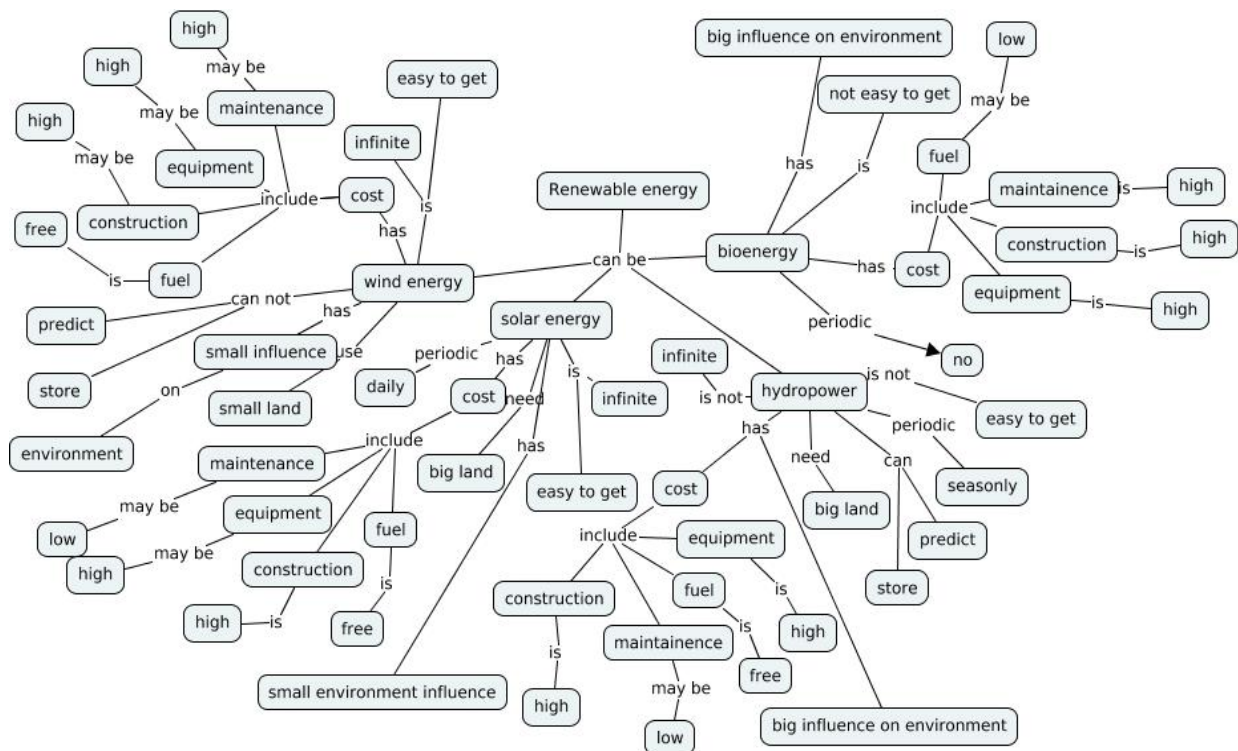 Renewable energy
can be
wind energy
has
cost
include
maintenance
may be
high
equipment
may be
high
construction
may be
high
fuel
is
free
is
infinite
easy to get
can not
predict
store
has
small influence
on
environment
use
small land
solar energy
periodic
daily
has
cost
include
maintenance
may be
low
equipment
may be
high
construction
is
high
fuel
is
free
need
big land
has
small environment influence
is
easy to get
infinite
hydropower
is not
infinite
is not
easy to get
periodic
seasonly
can
predict
store
need
big land
has
cost
include
equipment
is
high
fuel
is
free
maintainence
may be
low
construction
is
high
big influence on environment
bioenergy
has
big influence on environment
is
not easy to get
has
cost
include
fuel
may be
low
maintainence
is
high
construction
is
high
equipment
is
high
periodic
no